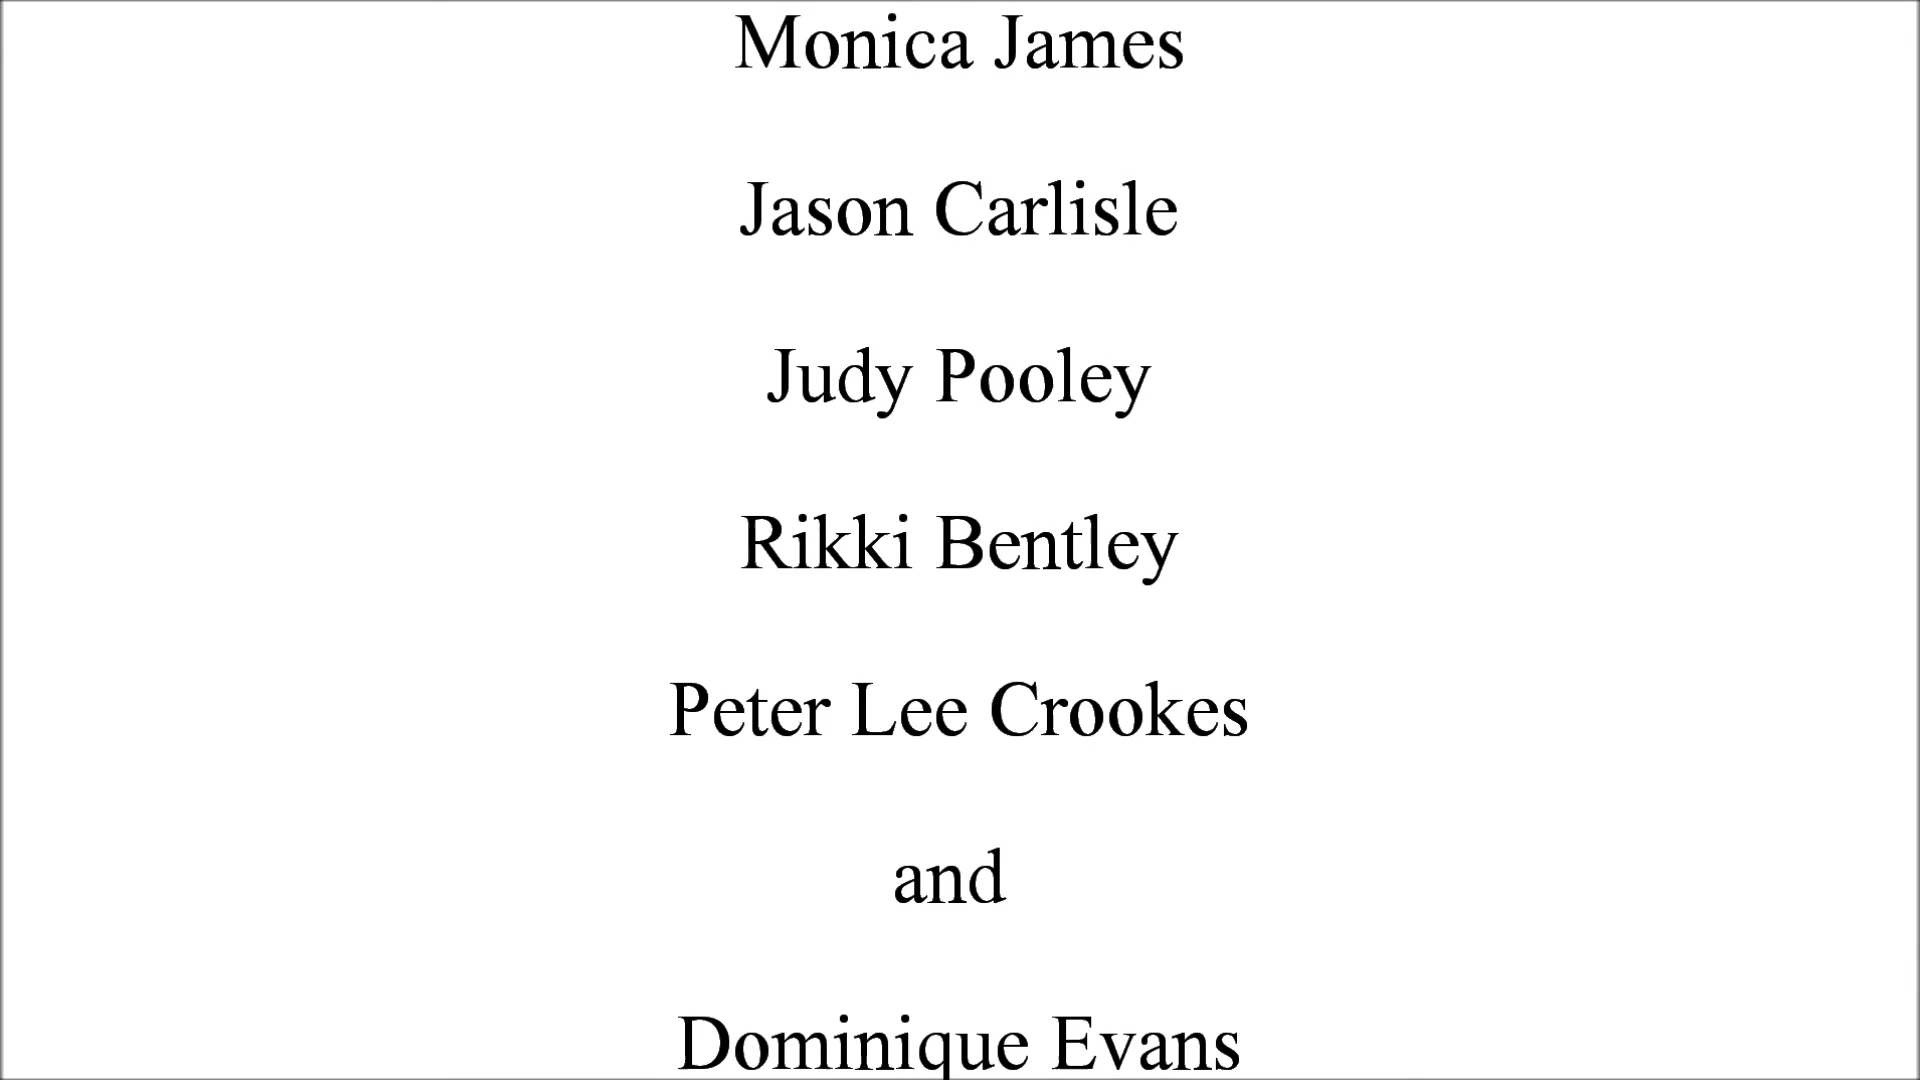 Monica James
Jason Carlisle
Judy Pooley
Rikki Bentley
Peter Lee Crookes
and
Dominique Evans